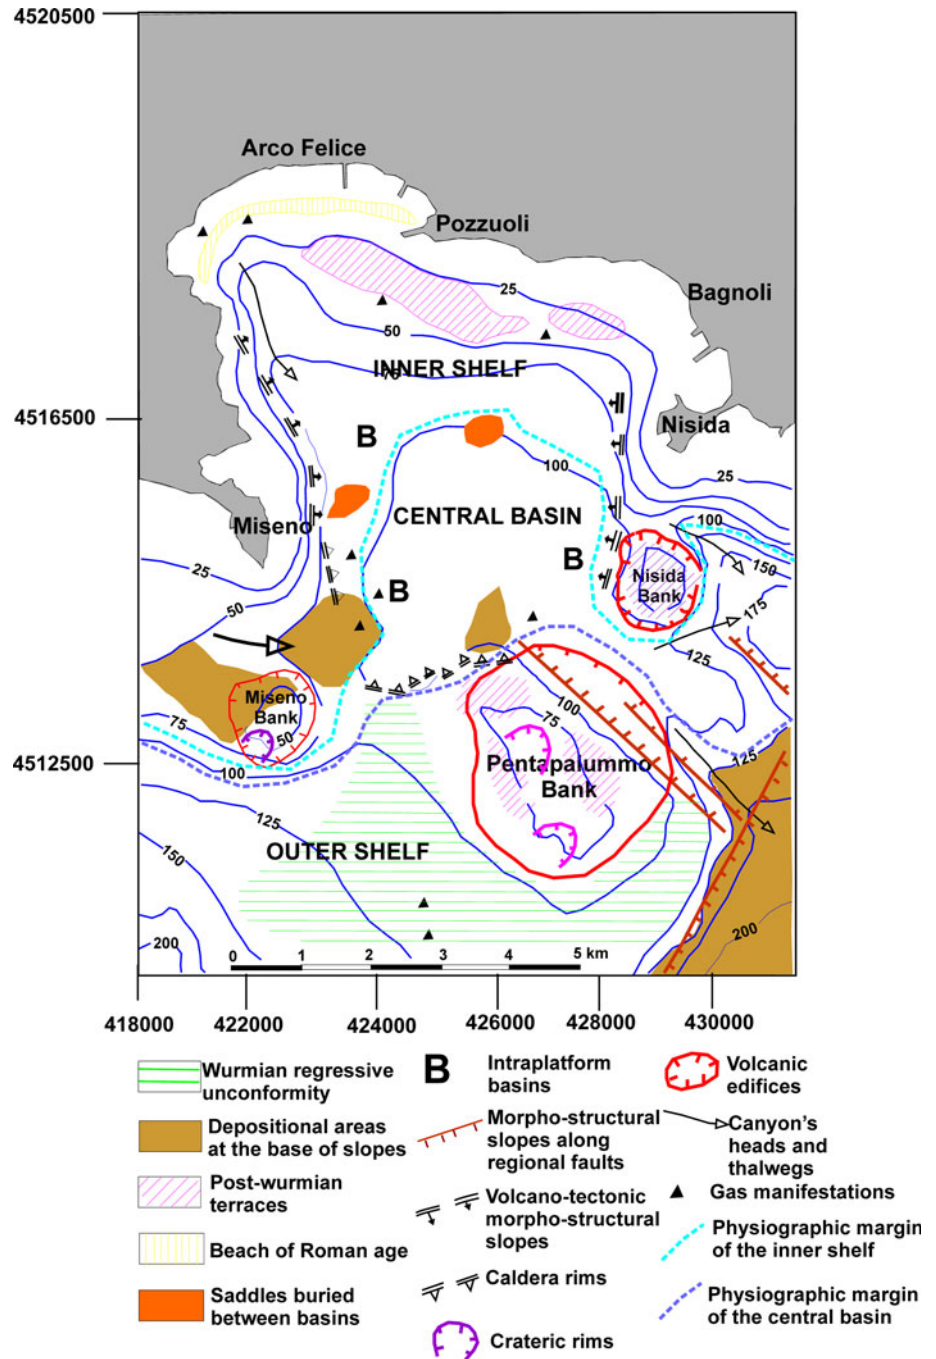 4520500
Arco Felice
Pozzuoli
Bagnoli
25
50
INNER SHELF
75
4516500
Nisida
B
100
25
CENTRAL BASIN
100
Miseno
B
150
25
Nisida
Bank
B
50
175
125
Miseno
Bank
100
75
50
75
125
4512500
100
Pentapalummo
Bank
125
OUTER SHELF
150
200
200
0 1 2 3 4 5 km
418000 422000 424000 426000 428000 430000
Wurmian regressive
unconformity
Depositional areas
at the base of slopes
Post-wurmian
terraces
Beach of Roman age
Saddles buried
between basins
B
Intraplatform
basins
Morpho-structural
slopes along
regional faults
Volcano-tectonic
morpho-structural
slopes
Caldera rims
Crateric rims
Volcanic
edifices
Canyon's
heads and
thalwegs
Gas manifestations
Physiographic margin
of the inner shelf
Physiographic margin
of the central basin